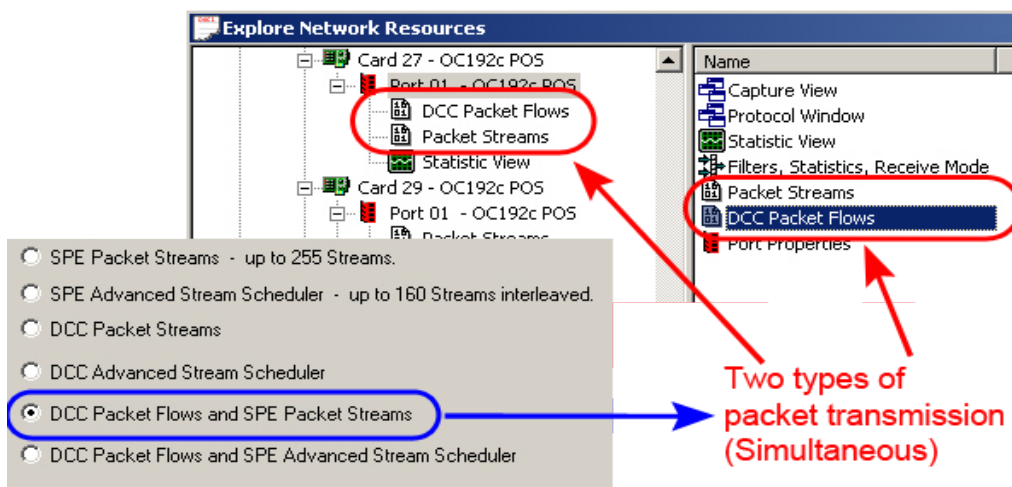 Explore Network Resources
Card 27 - OC192c POS
Port 01 - OC192c POS
DCC Packet Flows
Packet Streams
Statistic View
Card 29 - OC192c POS
Port 01 - OC192c POS
Packet Streams
Name
Capture View
Protocol Window
Statistic View
Filters, Statistics, Receive Mode
Packet Streams
DCC Packet Flows
Port Properties
SPE Packet Streams - up to 255 Streams.
SPE Advanced Stream Scheduler - up to 160 Streams interleaved.
DCC Packet Streams
DCC Advanced Stream Scheduler
DCC Packet Flows and SPE Packet Streams
DCC Packet Flows and SPE Advanced Stream Scheduler
Two types of
packet transmission
(Simultaneous)